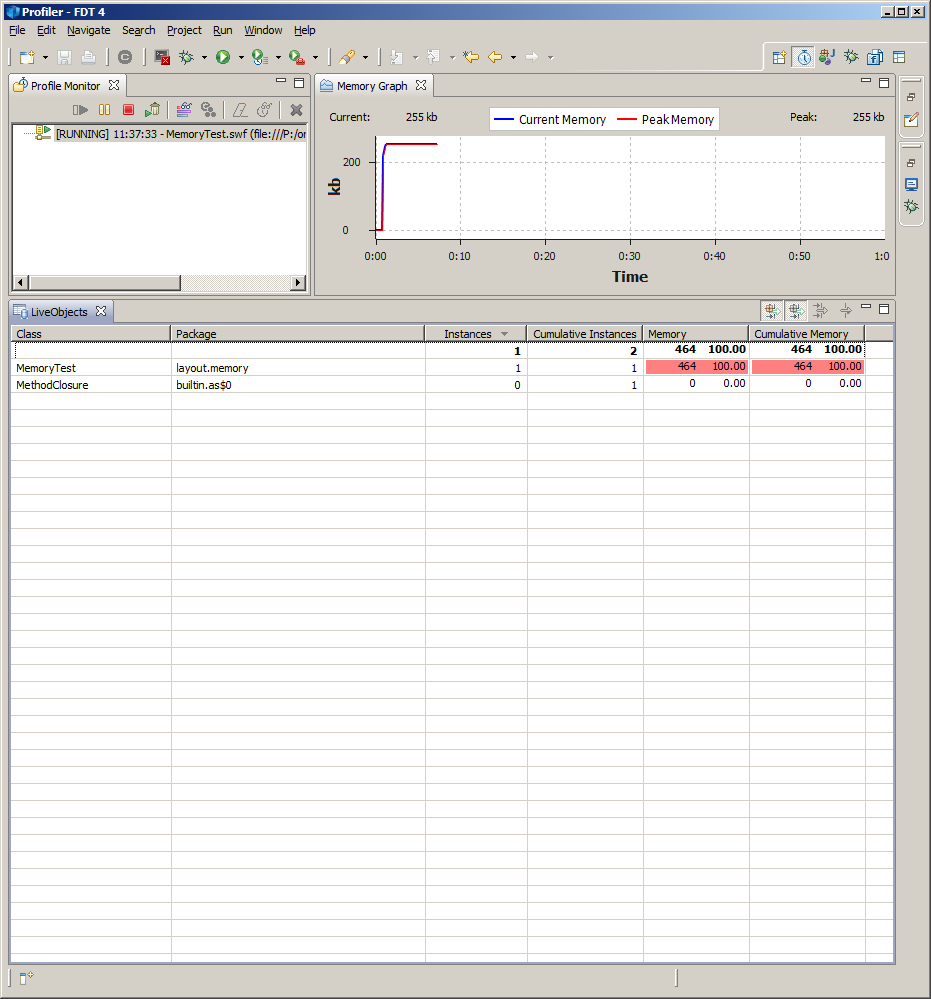 Profiler - FDT 4
File Edit Navigate Search Project Run Window Help
Profile Monitor
[RUNNING] 11:37:33 - MemoryTest.swf (file:///P:/or
Memory Graph
Current: 255 kb Current Memory Peak Memory Peak: 255 kb
kb
200
0
0:00 0:10 0:20 0:30 0:40 0:50 1:0
Time
LiveObjects
Class Package Instances Cumulative Instances Memory Cumulative Memory
1 2 464 100.00 464 100.00
MemoryTest layout.memory 1 1 464 100.00 464 100.00
MethodClosure builtin.as$0 0 1 0 0.00 0 0.00